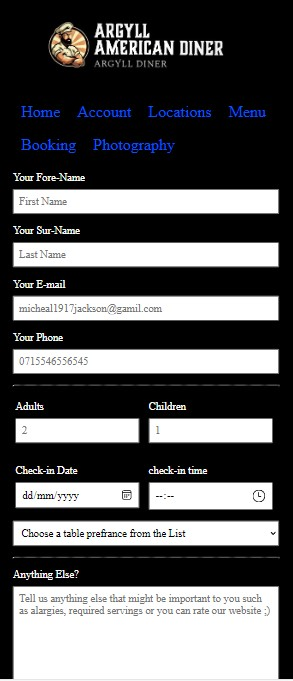 ARGYLL
AMERICAN DINER
ARGYLL DINER
Home Account Locations Menu
Booking Photography
Your Fore-Name
First Name
Your Sur-Name
Last Name
Your E-mail
micheal1917jackson@gamil.com
Your Phone
0715546556545
Adults Children
2 1
Check-in Date check-in time
dd/mm/yyyy --:--
Choose a table prefrance from the List
Anything Else?
Tell us anything else that might be important to you such
as alargies, required servings or you can rate our website ;)